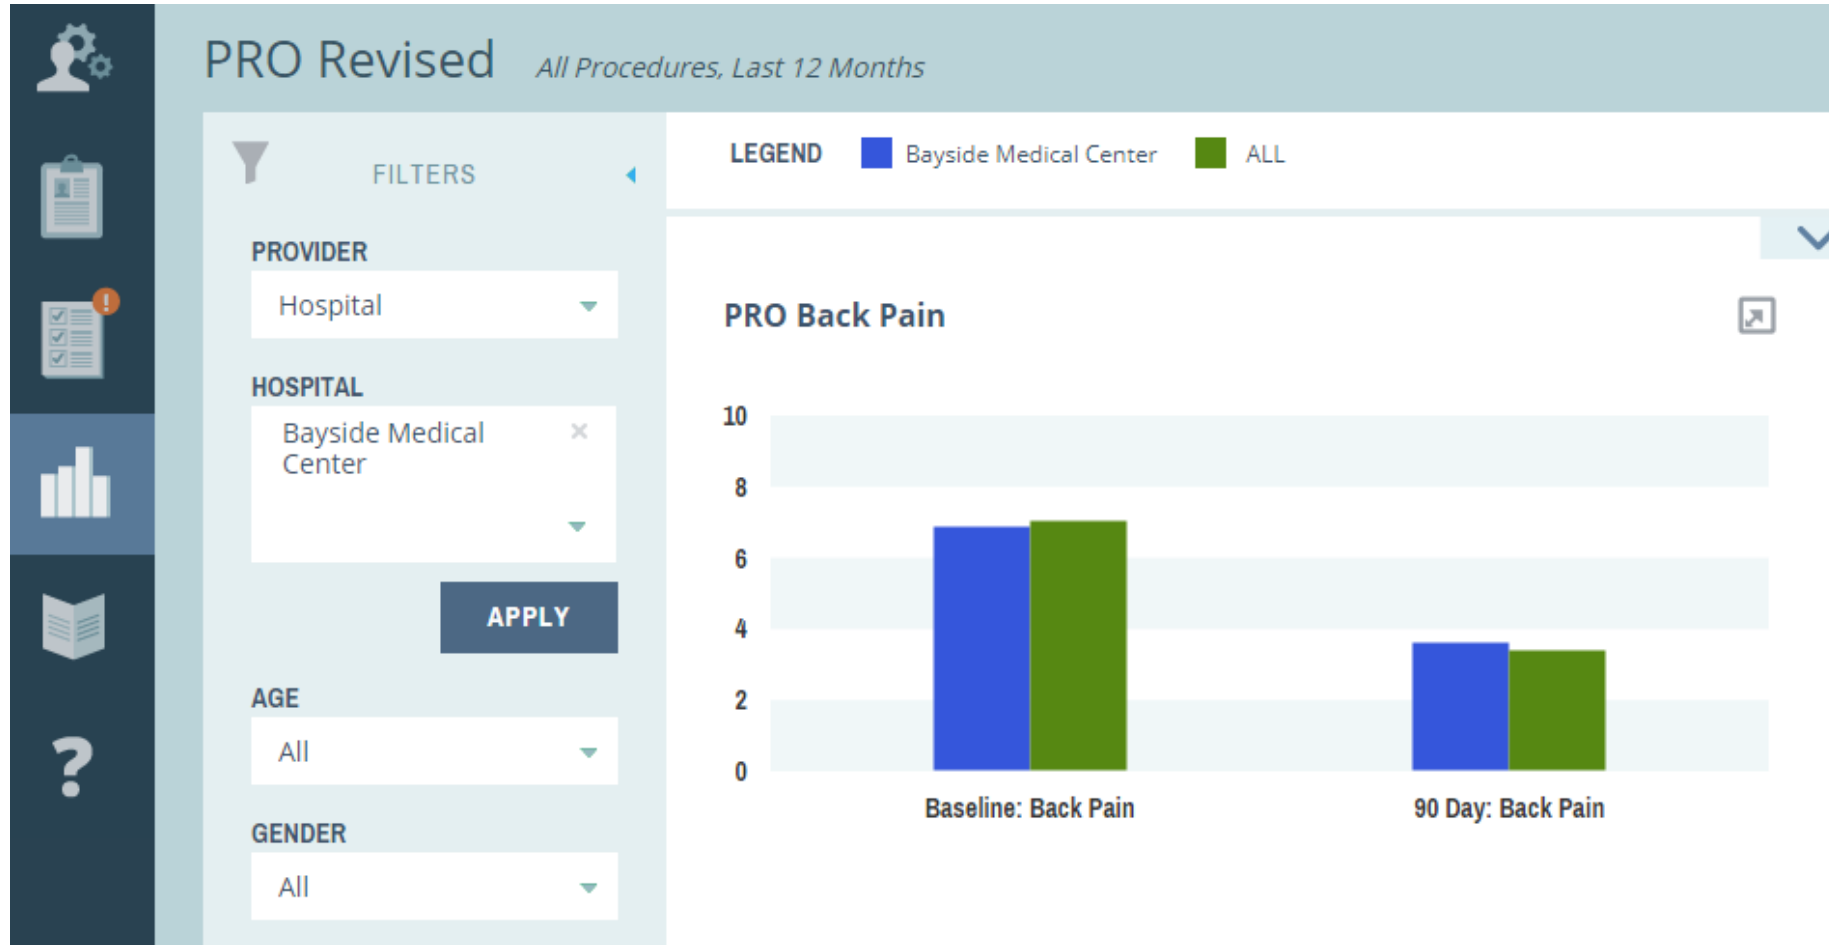 PRO Revised All Procedures, Last 12 Months
FILTERS
PROVIDER
Hospital
HOSPITAL
Bayside Medical
Center
APPLY
AGE
All
GENDER
All
LEGEND Bayside Medical Center ALL
PRO Back Pain
10
8
6
4
2
0
Baseline: Back Pain 90 Day: Back Pain